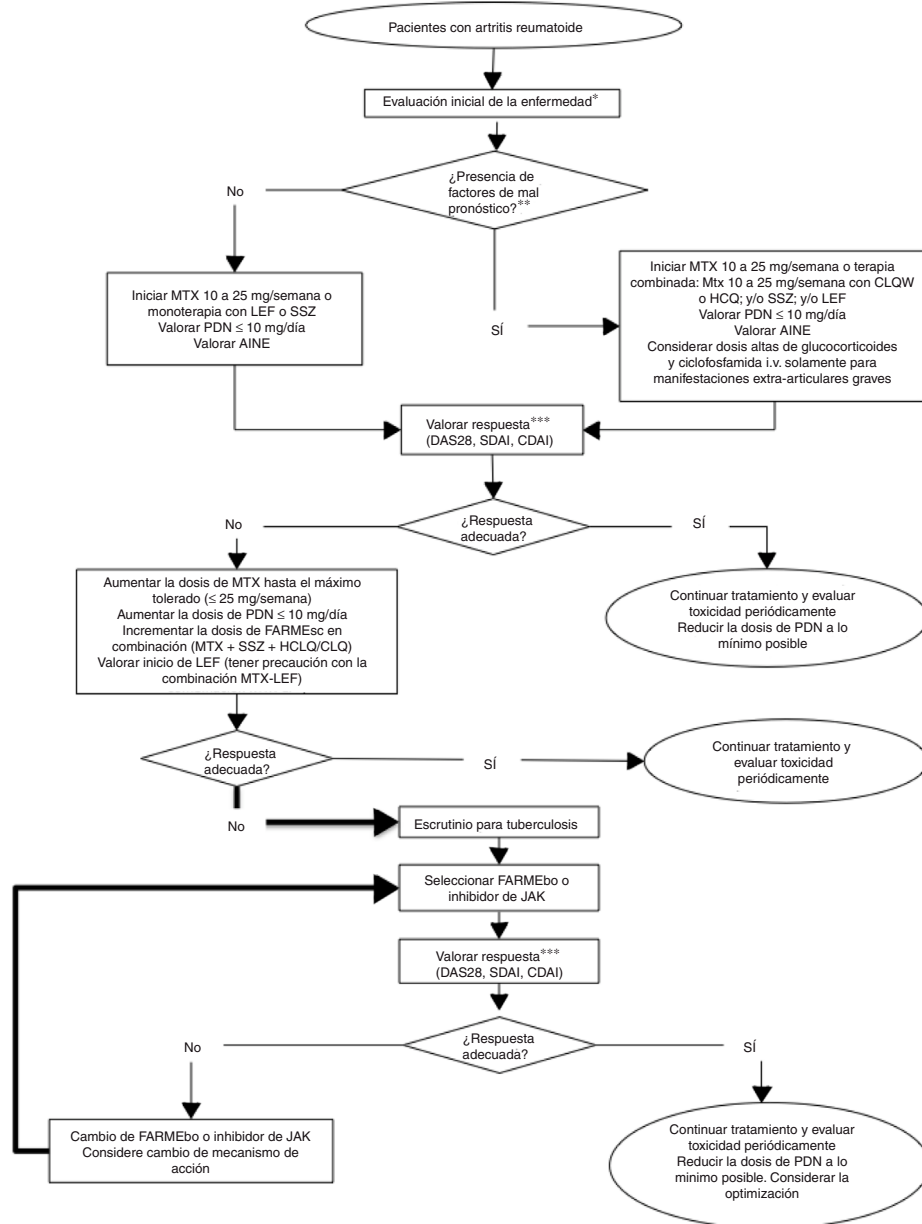 Pacientes con artritis reumatoide
Evaluación inicial de la enfermedad*
¿Presencia de
factores de mal
pronóstico?**
No
SÍ
Iniciar MTX 10 a 25 mg/semana o
monoterapia con LEF o SSZ
Valorar PDN ≤ 10 mg/día
Valorar AINE
Iniciar MTX 10 a 25 mg/semana o terapia
combinada: Mtx 10 a 25 mg/semana con CLQW
o HCQ; y/o SSZ; y/o LEF
Valorar PDN ≤ 10 mg/día
Valorar AINE
Considerar dosis altas de glucocorticoides
y ciclofosfamida i.v. solamente para
manifestaciones extra-articulares graves
Valorar respuesta***
(DAS28, SDAI, CDAI)
¿Respuesta
adecuada?
No
SÍ
Aumentar la dosis de MTX hasta el máximo
tolerado (≤ 25 mg/semana)
Aumentar la dosis de PDN ≤ 10 mg/día
Incrementar la dosis de FARMEsc en
combinación (MTX + SSZ + HCLQ/CLQ)
Valorar inicio de LEF (tener precaución con la
combinación MTX-LEF)
Continuar tratamiento y evaluar
toxicidad periódicamente
Reducir la dosis de PDN a lo
mínimo posible
¿Respuesta
adecuada?
SÍ
Continuar tratamiento y
evaluar toxicidad
periódicamente
No
Escrutinio para tuberculosis
Seleccionar FARMEbo o
inhibidor de JAK
Valorar respuesta***
(DAS28, SDAI, CDAI)
¿Respuesta
adecuada?
No
SÍ
Cambio de FARMEbo o inhibidor de JAK
Considere cambio de mecanismo de
acción
Continuar tratamiento y evaluar
toxicidad periódicamente
Reducir la dosis de PDN a lo
minimo posible. Considerar la
optimización